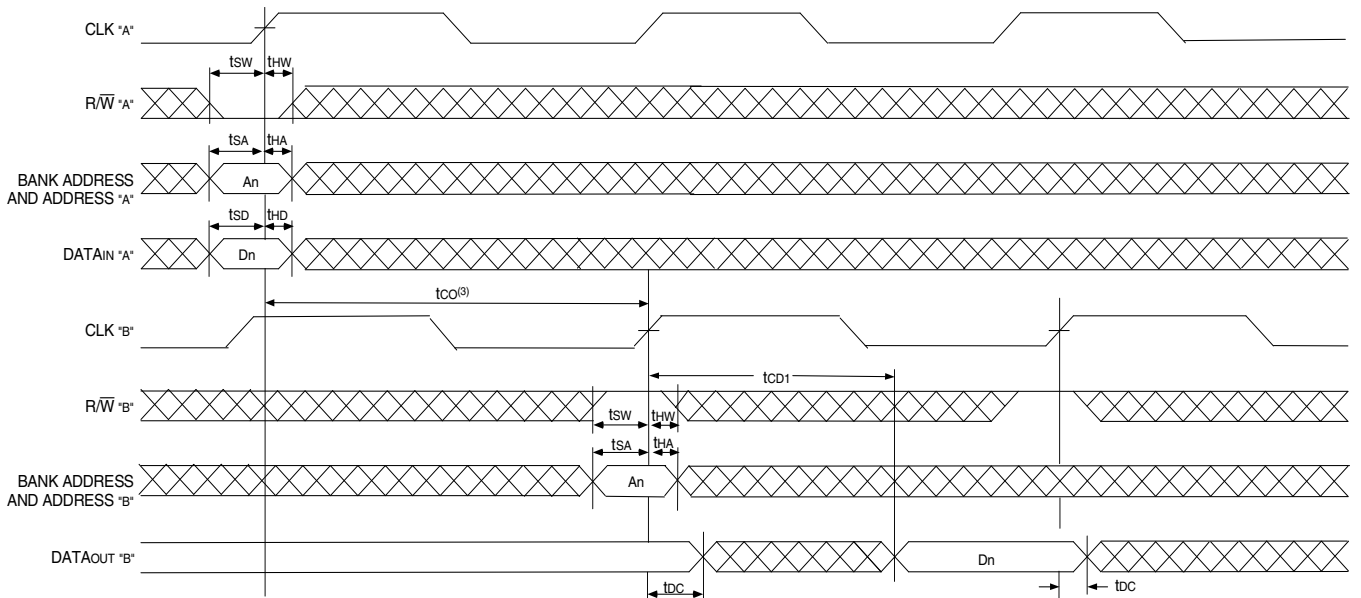 CLK "A"
tSW tHW
R/W̅ "A"
tSA tHA
BANK ADDRESS
AND ADDRESS "A"
An
tSD tHD
DATAIN "A"
Dn
tCO(3)
CLK "B"
tCD1
R/W̅ "B"
tSW tHW
tSA tHA
BANK ADDRESS
AND ADDRESS "B"
An
DATAOUT "B"
Dn
tDC
tDC